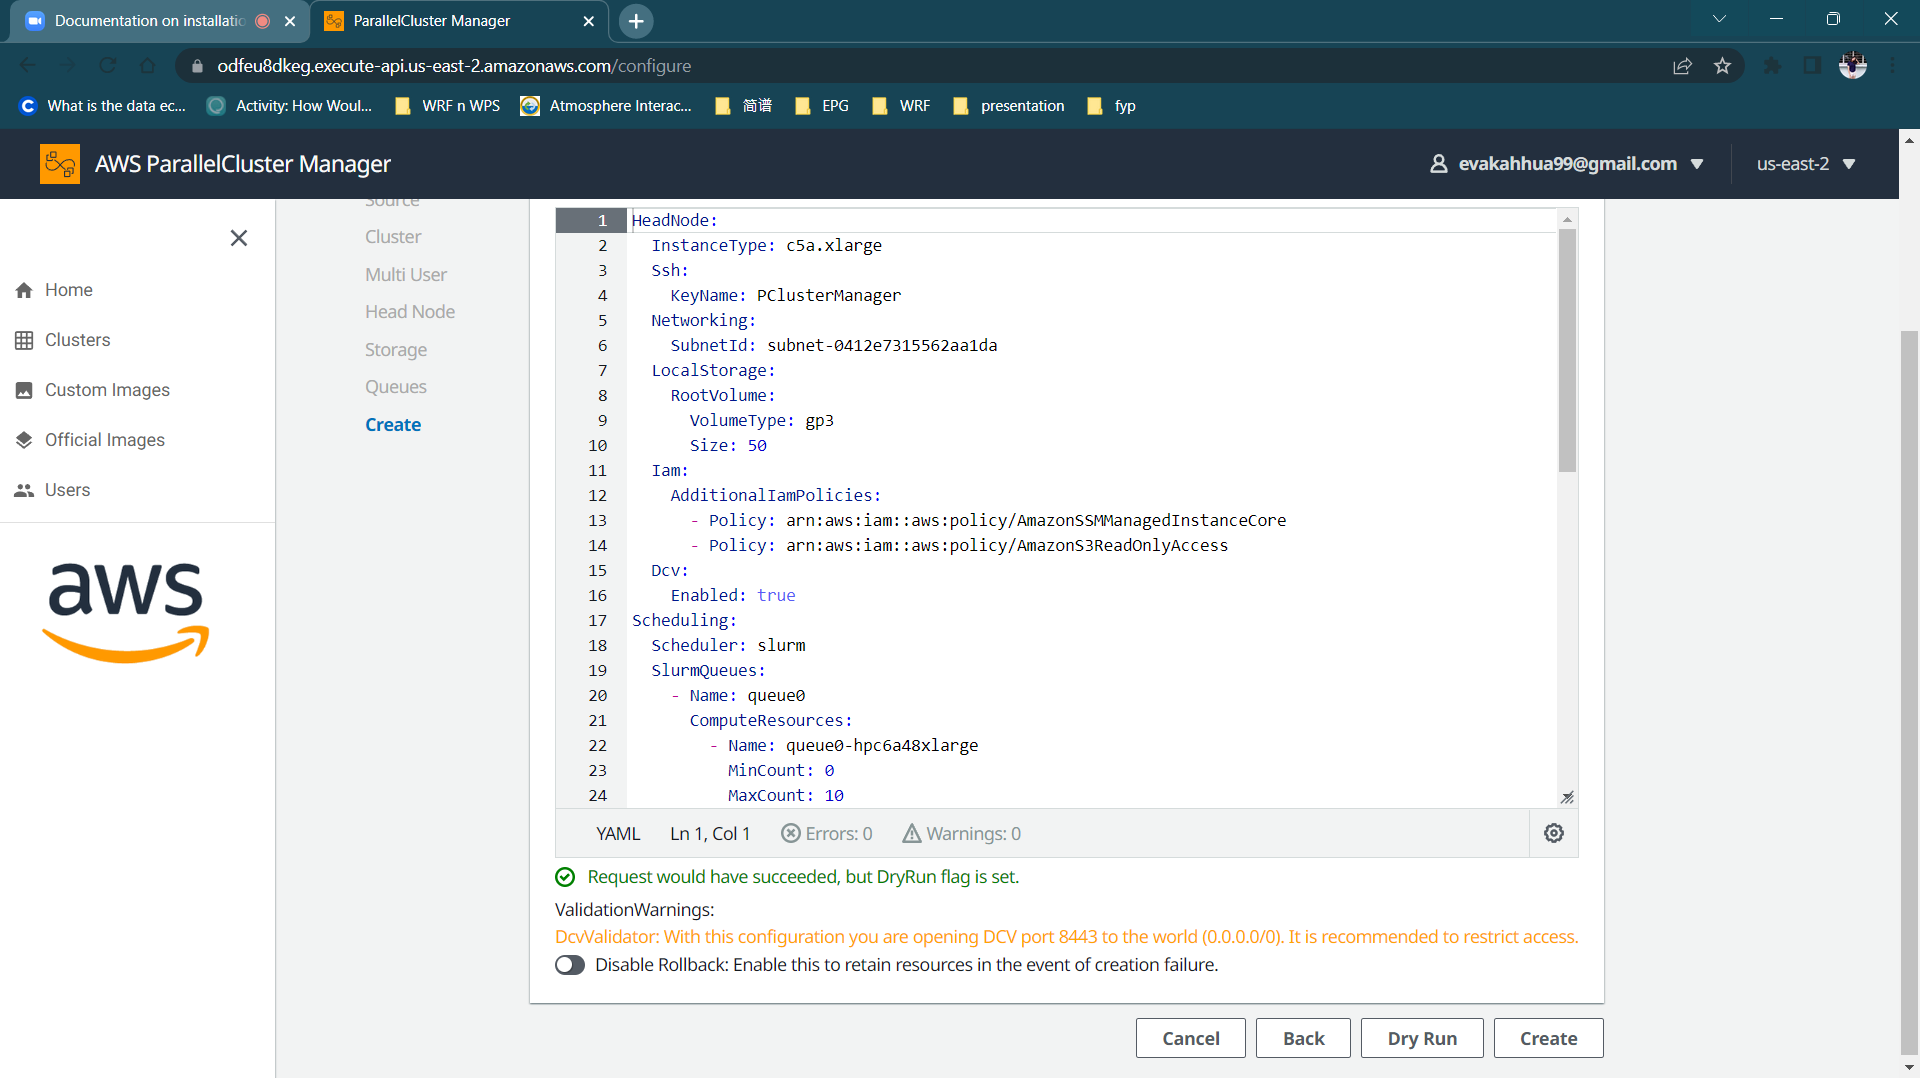 Documentation on installatio
ParallelCluster Manager
odfeu8dkeg.execute-api.us-east-2.amazonaws.com/configure
What is the data ec...
Activity: How Woul...
WRF n WPS
Atmosphere Interac...
简谱
EPG
WRF
presentation
fyp
AWS ParallelCluster Manager
evakahhua99@gmail.com
us-east-2
Home
Clusters
Custom Images
Official Images
Users
aws
Source
Cluster
Multi User
Head Node
Storage
Queues
Create
1 HeadNode:
2 InstanceType: c5a.xlarge
3 Ssh:
4 KeyName: PClusterManager
5 Networking:
6 SubnetId: subnet-0412e7315562aa1da
7 LocalStorage:
8 RootVolume:
9 VolumeType: gp3
10 Size: 50
11 Iam:
12 AdditionalIamPolicies:
13 - Policy: arn:aws:iam::aws:policy/AmazonSSMManagedInstanceCore
14 - Policy: arn:aws:iam::aws:policy/AmazonS3ReadOnlyAccess
15 Dcv:
16 Enabled: true
17 Scheduling:
18 Scheduler: slurm
19 SlurmQueues:
20 - Name: queue0
21 ComputeResources:
22 - Name: queue0-hpc6a48xlarge
23 MinCount: 0
24 MaxCount: 10
YAML Ln 1, Col 1 Errors: 0 Warnings: 0
Request would have succeeded, but DryRun flag is set.
ValidationWarnings:
DcvValidator: With this configuration you are opening DCV port 8443 to the world (0.0.0.0/0). It is recommended to restrict access.
Disable Rollback: Enable this to retain resources in the event of creation failure.
Cancel
Back
Dry Run
Create